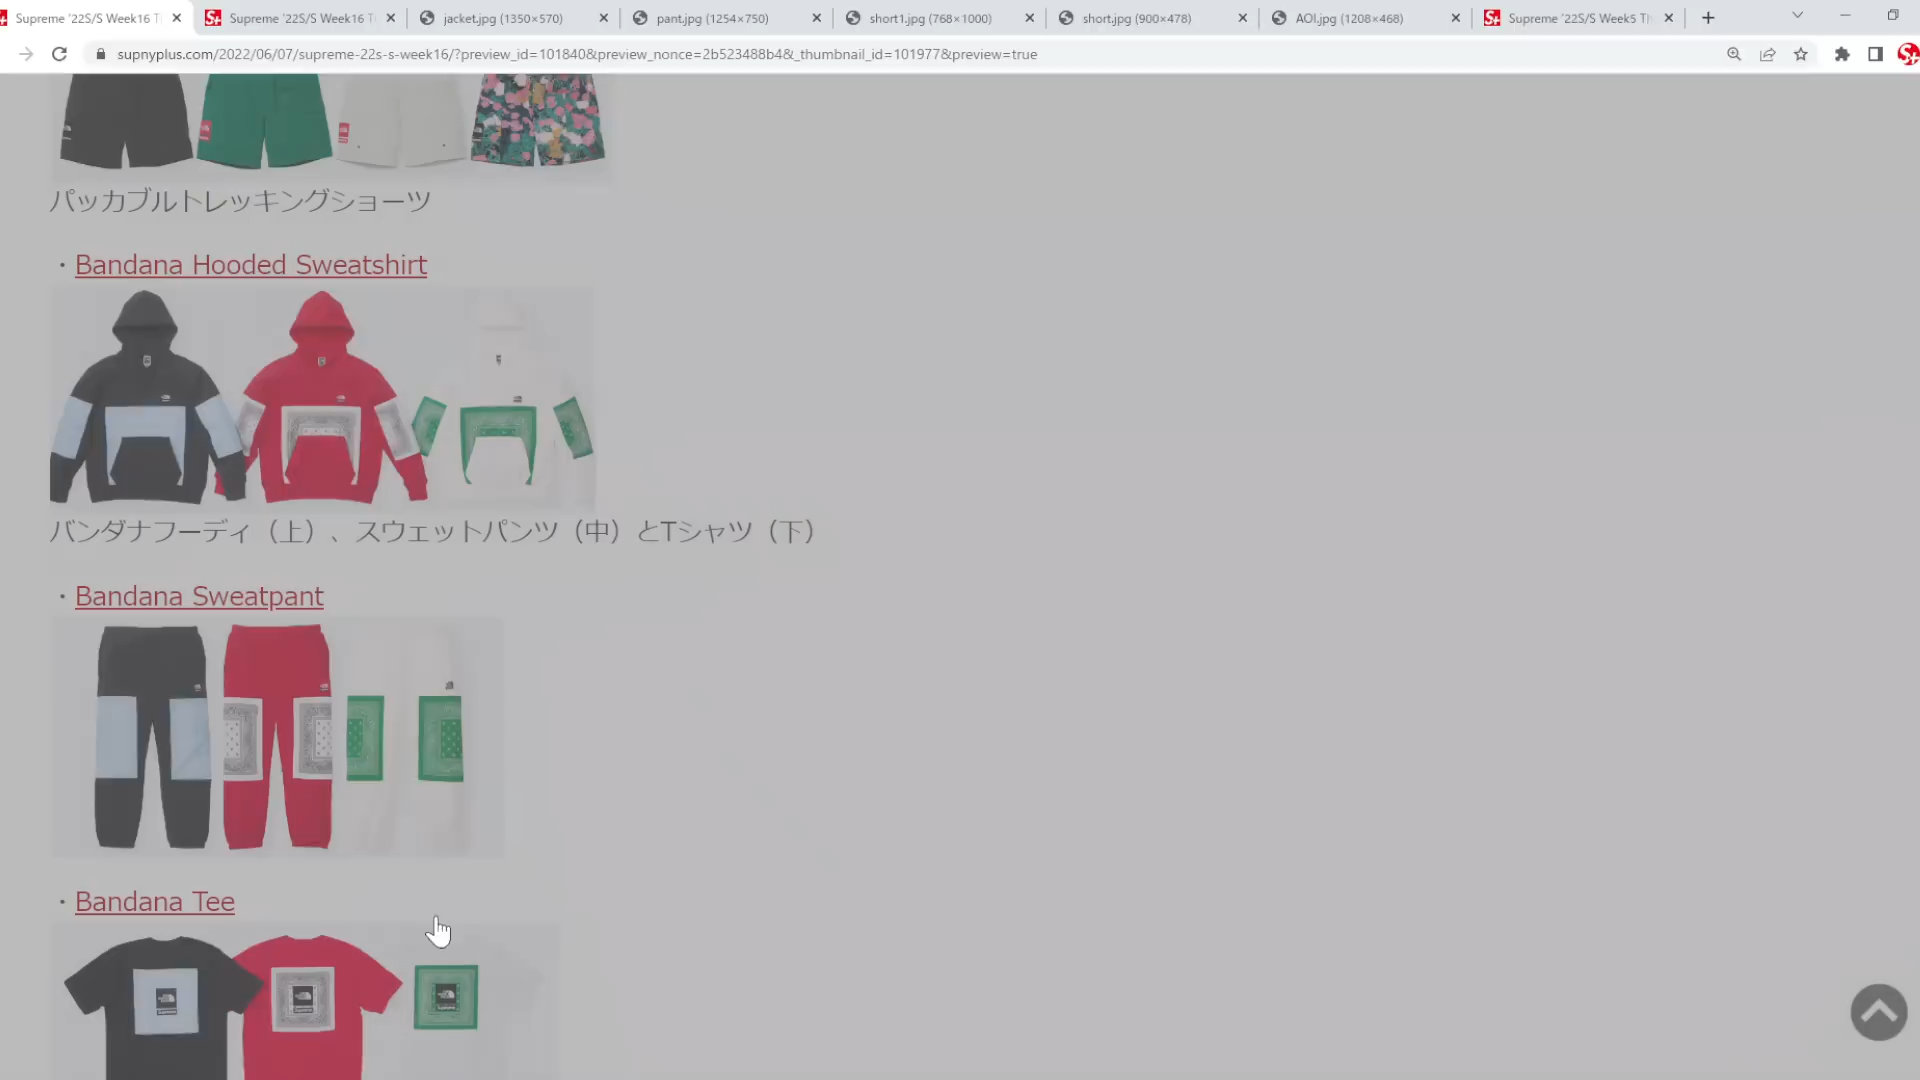 Supreme '22S/S Week16 T
Supreme '22S/S Week16 T
jacket.jpg (1350×570)
pant.jpg (1254×750)
short1.jpg (768×1000)
short.jpg (900×478)
AOI.jpg (1208×468)
Supreme '22S/S Week5 Th
supnyplus.com/2022/06/07/supreme-22s-s-week16/?preview_id=101840&preview_nonce=2b523488b4&_thumbnail_id=101977&preview=true
パッカブルトレッキングショーツ
・Bandana Hooded Sweatshirt
バンダナフーディ（上）、スウェットパンツ（中）とTシャツ（下）
・Bandana Sweatpant
・Bandana Tee